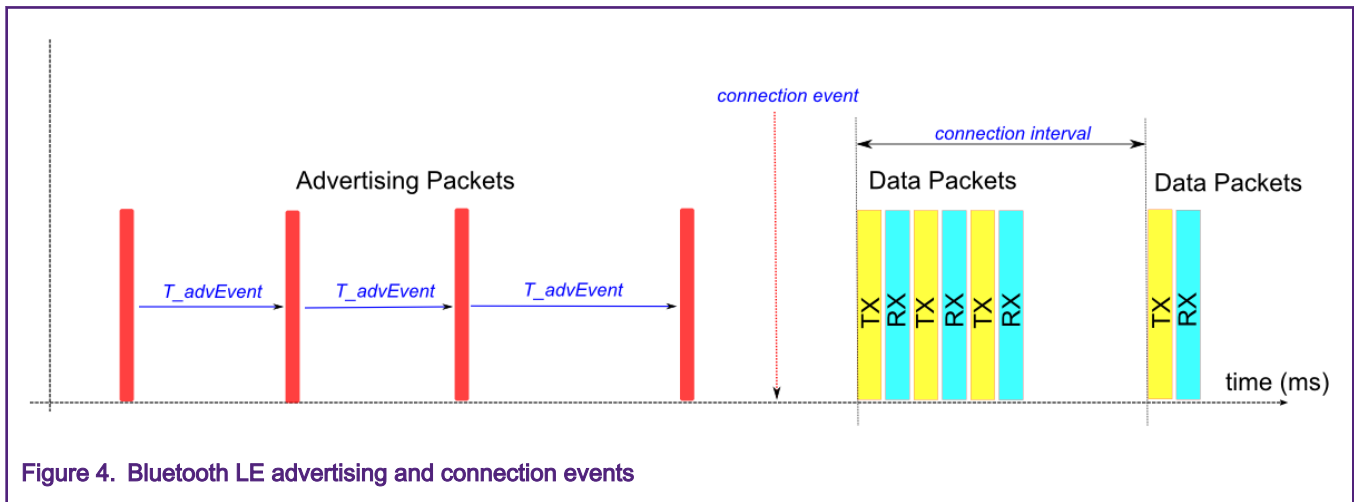 connection event
connection interval
Advertising Packets
Data Packets
Data Packets
T_advEvent
T_advEvent
T_advEvent
TX
RX
TX
RX
TX
RX
TX
RX
time (ms)
Figure 4. Bluetooth LE advertising and connection events